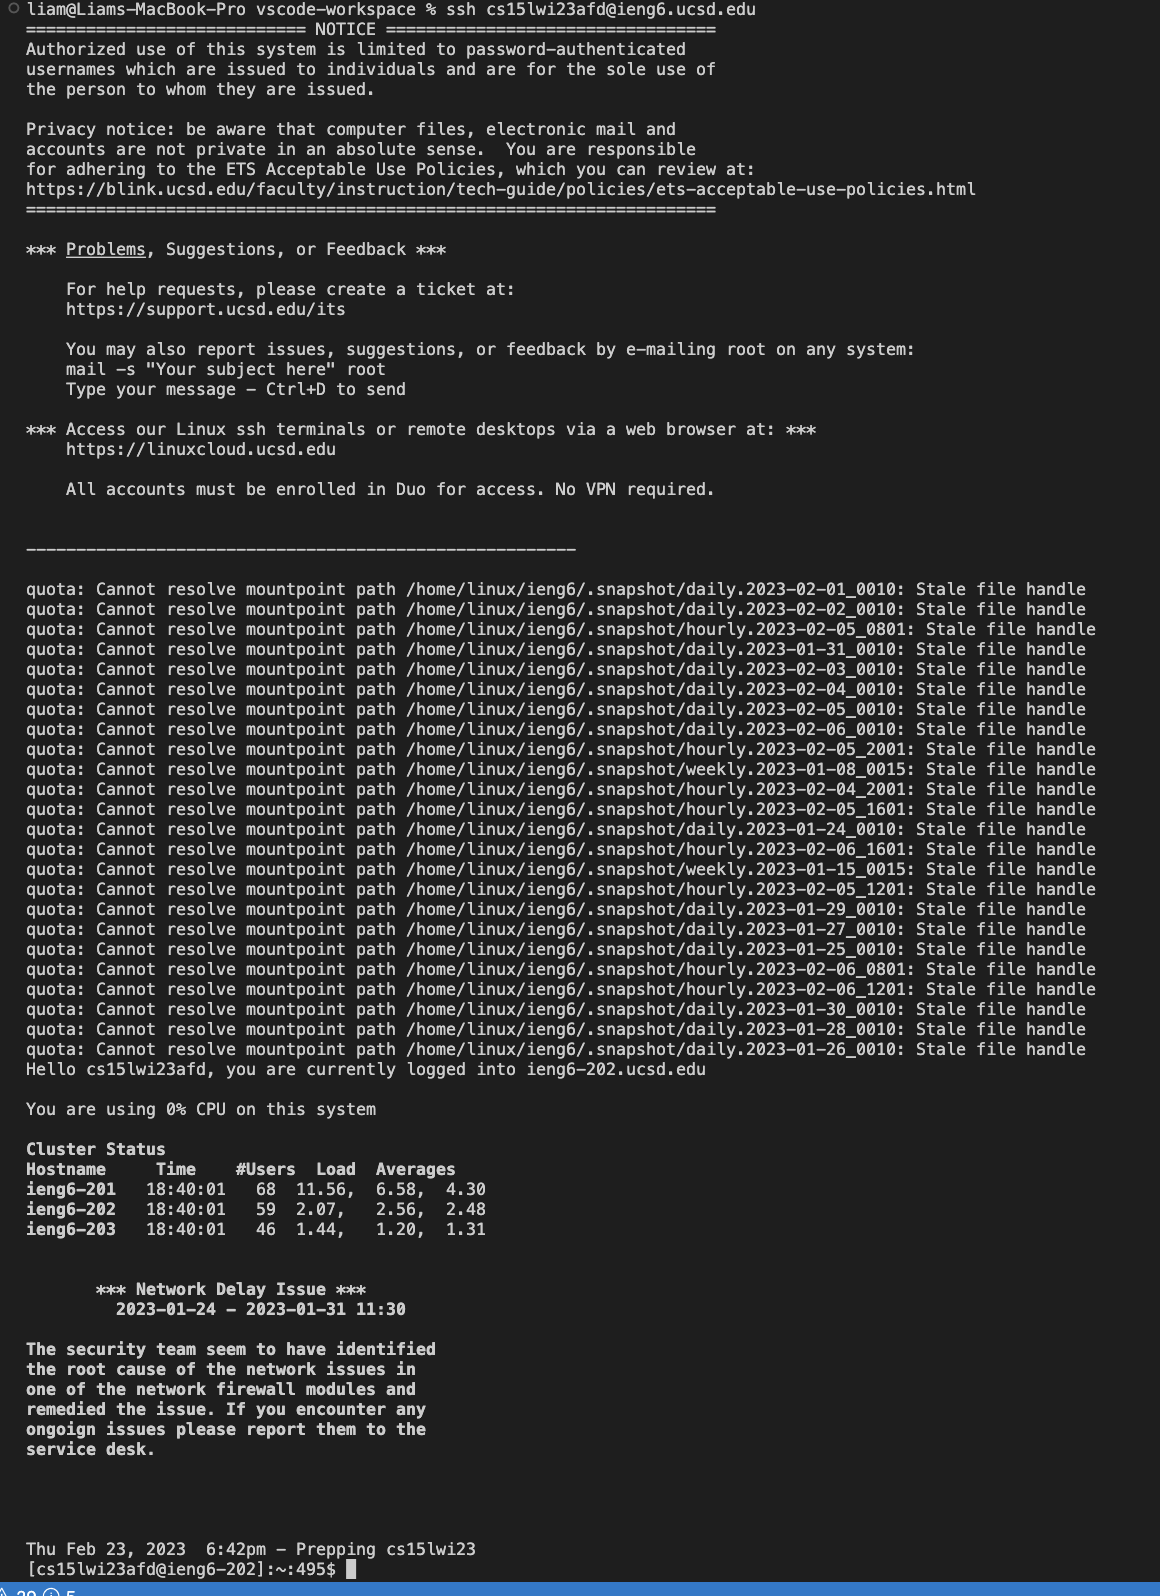 liam@Liams-MacBook-Pro vscode-workspace % ssh cs15lwi23afd@ieng6.ucsd.edu
============================ NOTICE =================================
Authorized use of this system is limited to password-authenticated
usernames which are issued to individuals and are for the sole use of
the person to whom they are issued.

Privacy notice: be aware that computer files, electronic mail and
accounts are not private in an absolute sense.  You are responsible
for adhering to the ETS Acceptable Use Policies, which you can review at:
https://blink.ucsd.edu/faculty/instruction/tech-guide/policies/ets-acceptable-use-policies.html
=====================================================================

*** Problems, Suggestions, or Feedback ***

    For help requests, please create a ticket at:
    https://support.ucsd.edu/its

    You may also report issues, suggestions, or feedback by e-mailing root on any system:
    mail -s "Your subject here" root
    Type your message - Ctrl+D to send

*** Access our Linux ssh terminals or remote desktops via a web browser at: ***
    https://linuxcloud.ucsd.edu

    All accounts must be enrolled in Duo for access. No VPN required.

-------------------------------------------------------

quota: Cannot resolve mountpoint path /home/linux/ieng6/.snapshot/daily.2023-02-01_0010: Stale file handle
quota: Cannot resolve mountpoint path /home/linux/ieng6/.snapshot/daily.2023-02-02_0010: Stale file handle
quota: Cannot resolve mountpoint path /home/linux/ieng6/.snapshot/hourly.2023-02-05_0801: Stale file handle
quota: Cannot resolve mountpoint path /home/linux/ieng6/.snapshot/daily.2023-01-31_0010: Stale file handle
quota: Cannot resolve mountpoint path /home/linux/ieng6/.snapshot/daily.2023-02-03_0010: Stale file handle
quota: Cannot resolve mountpoint path /home/linux/ieng6/.snapshot/daily.2023-02-04_0010: Stale file handle
quota: Cannot resolve mountpoint path /home/linux/ieng6/.snapshot/daily.2023-02-05_0010: Stale file handle
quota: Cannot resolve mountpoint path /home/linux/ieng6/.snapshot/daily.2023-02-06_0010: Stale file handle
quota: Cannot resolve mountpoint path /home/linux/ieng6/.snapshot/hourly.2023-02-05_2001: Stale file handle
quota: Cannot resolve mountpoint path /home/linux/ieng6/.snapshot/weekly.2023-01-08_0015: Stale file handle
quota: Cannot resolve mountpoint path /home/linux/ieng6/.snapshot/hourly.2023-02-04_2001: Stale file handle
quota: Cannot resolve mountpoint path /home/linux/ieng6/.snapshot/hourly.2023-02-05_1601: Stale file handle
quota: Cannot resolve mountpoint path /home/linux/ieng6/.snapshot/daily.2023-01-24_0010: Stale file handle
quota: Cannot resolve mountpoint path /home/linux/ieng6/.snapshot/hourly.2023-02-06_1601: Stale file handle
quota: Cannot resolve mountpoint path /home/linux/ieng6/.snapshot/weekly.2023-01-15_0015: Stale file handle
quota: Cannot resolve mountpoint path /home/linux/ieng6/.snapshot/hourly.2023-02-05_1201: Stale file handle
quota: Cannot resolve mountpoint path /home/linux/ieng6/.snapshot/daily.2023-01-29_0010: Stale file handle
quota: Cannot resolve mountpoint path /home/linux/ieng6/.snapshot/daily.2023-01-27_0010: Stale file handle
quota: Cannot resolve mountpoint path /home/linux/ieng6/.snapshot/daily.2023-01-25_0010: Stale file handle
quota: Cannot resolve mountpoint path /home/linux/ieng6/.snapshot/hourly.2023-02-06_0801: Stale file handle
quota: Cannot resolve mountpoint path /home/linux/ieng6/.snapshot/hourly.2023-02-06_1201: Stale file handle
quota: Cannot resolve mountpoint path /home/linux/ieng6/.snapshot/daily.2023-01-30_0010: Stale file handle
quota: Cannot resolve mountpoint path /home/linux/ieng6/.snapshot/daily.2023-01-28_0010: Stale file handle
quota: Cannot resolve mountpoint path /home/linux/ieng6/.snapshot/daily.2023-01-26_0010: Stale file handle
Hello cs15lwi23afd, you are currently logged into ieng6-202.ucsd.edu

You are using 0% CPU on this system

Cluster Status
Hostname     Time    #Users  Load  Averages
ieng6-201   18:40:01   68  11.56,  6.58,  4.30
ieng6-202   18:40:01   59  2.07,   2.56,  2.48
ieng6-203   18:40:01   46  1.44,   1.20,  1.31

       *** Network Delay Issue ***
         2023-01-24 - 2023-01-31 11:30

The security team seem to have identified
the root cause of the network issues in
one of the network firewall modules and
remedied the issue. If you encounter any
ongoign issues please report them to the
service desk.

Thu Feb 23, 2023  6:42pm - Prepping cs15lwi23
[cs15lwi23afd@ieng6-202]:~:495$